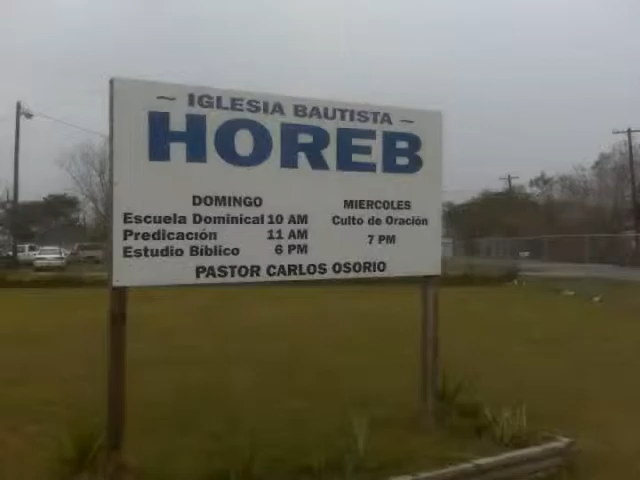 ~ IGLESIA BAUTISTA ~
HOREB
DOMINGO
Escuela Dominical 10 AM
Predicación 11 AM
Estudio Bíblico 6 PM
MIERCOLES
Culto de Oración
7 PM
PASTOR CARLOS OSORIO